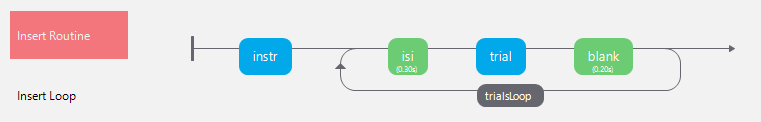 Insert Routine
instr
isi
(0.30s)
trial
blank
(0.20s)
trialsLoop
Insert Loop